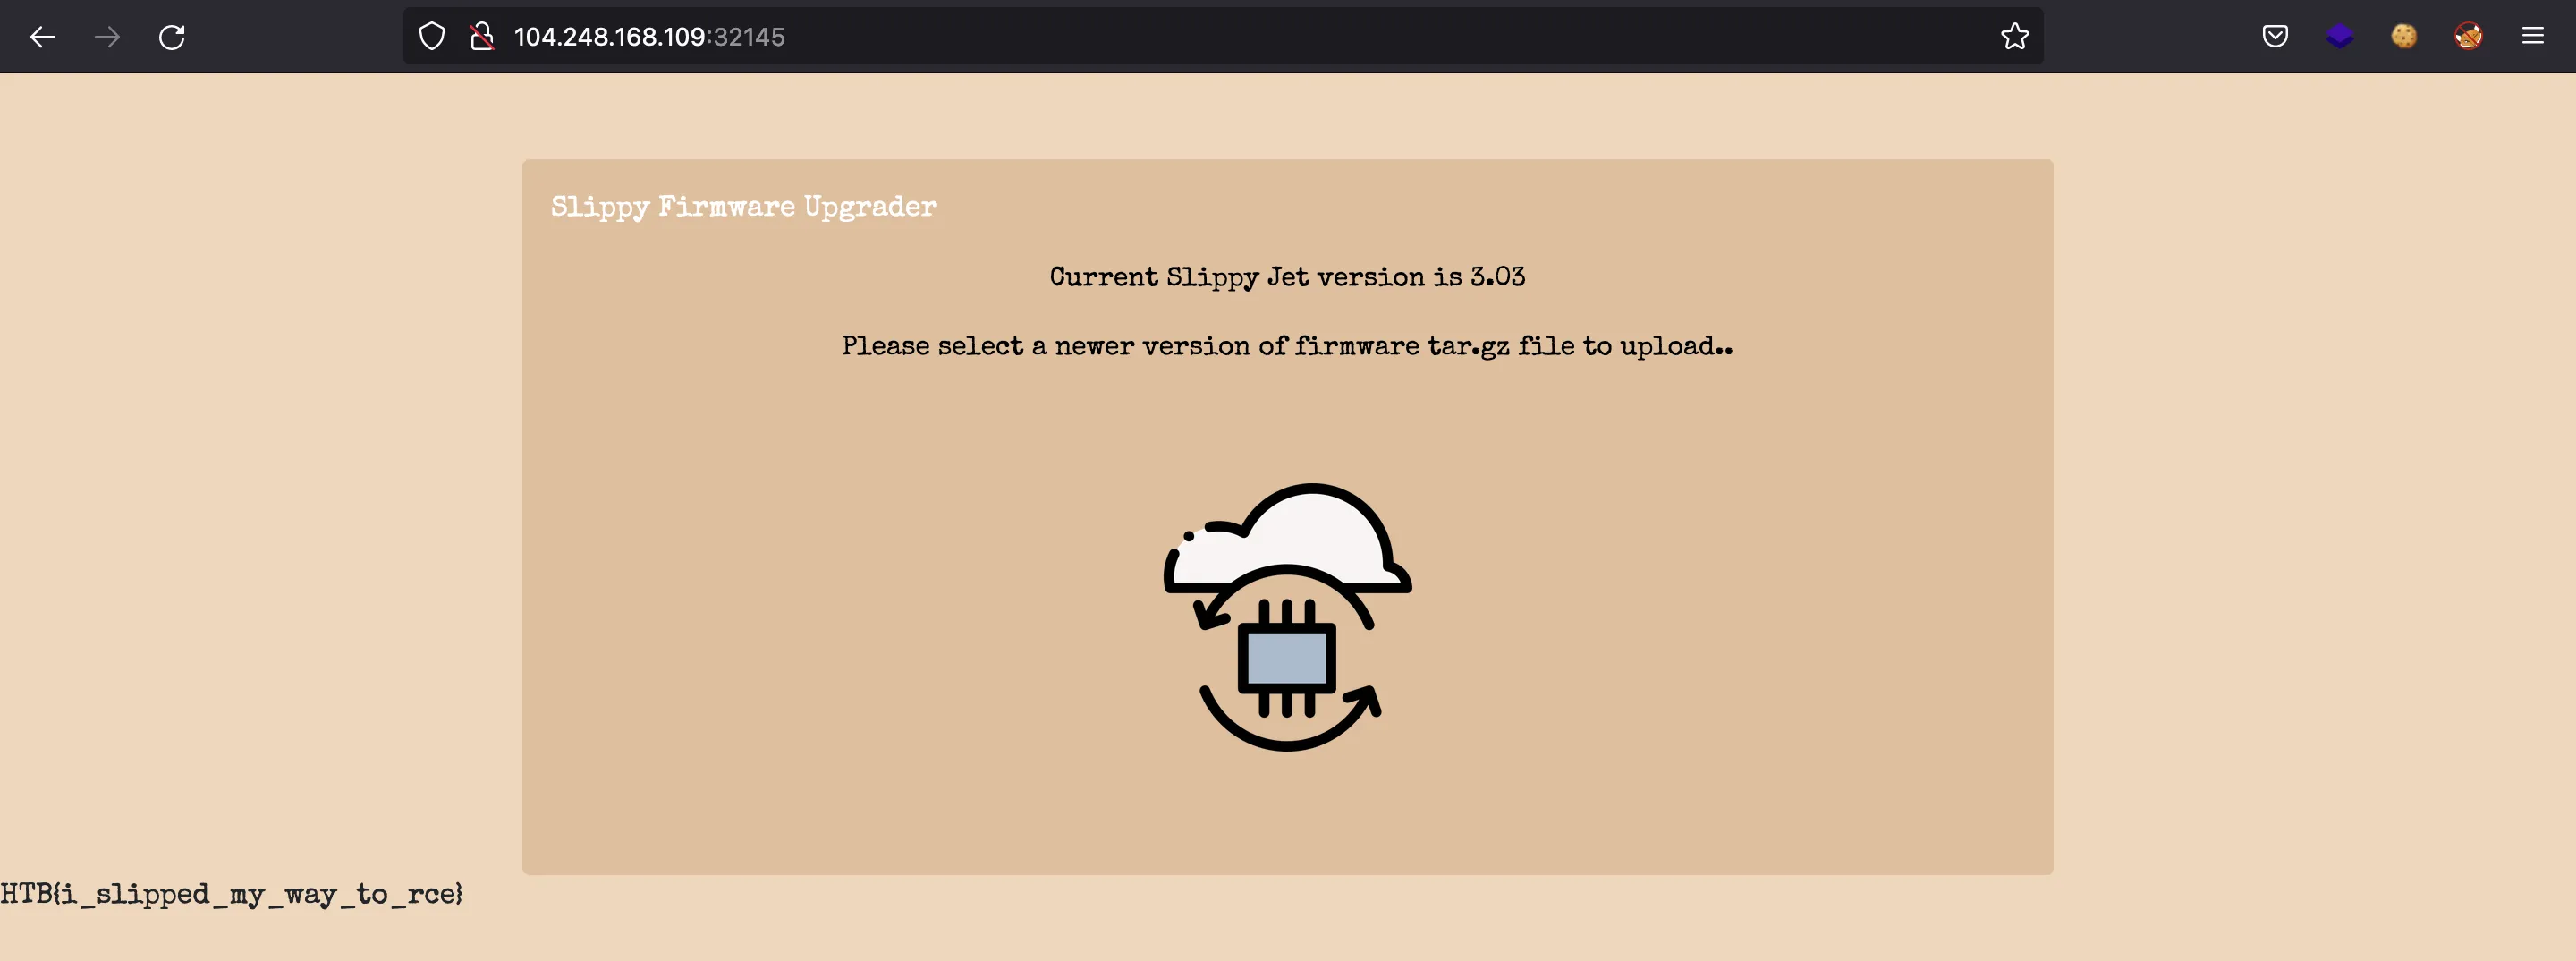 104.248.168.109:32145
Slippy Firmware Upgrader
Current Slippy Jet version is 3.03
Please select a newer version of firmware tar.gz file to upload..
HTB{i_slipped_my_way_to_rce}